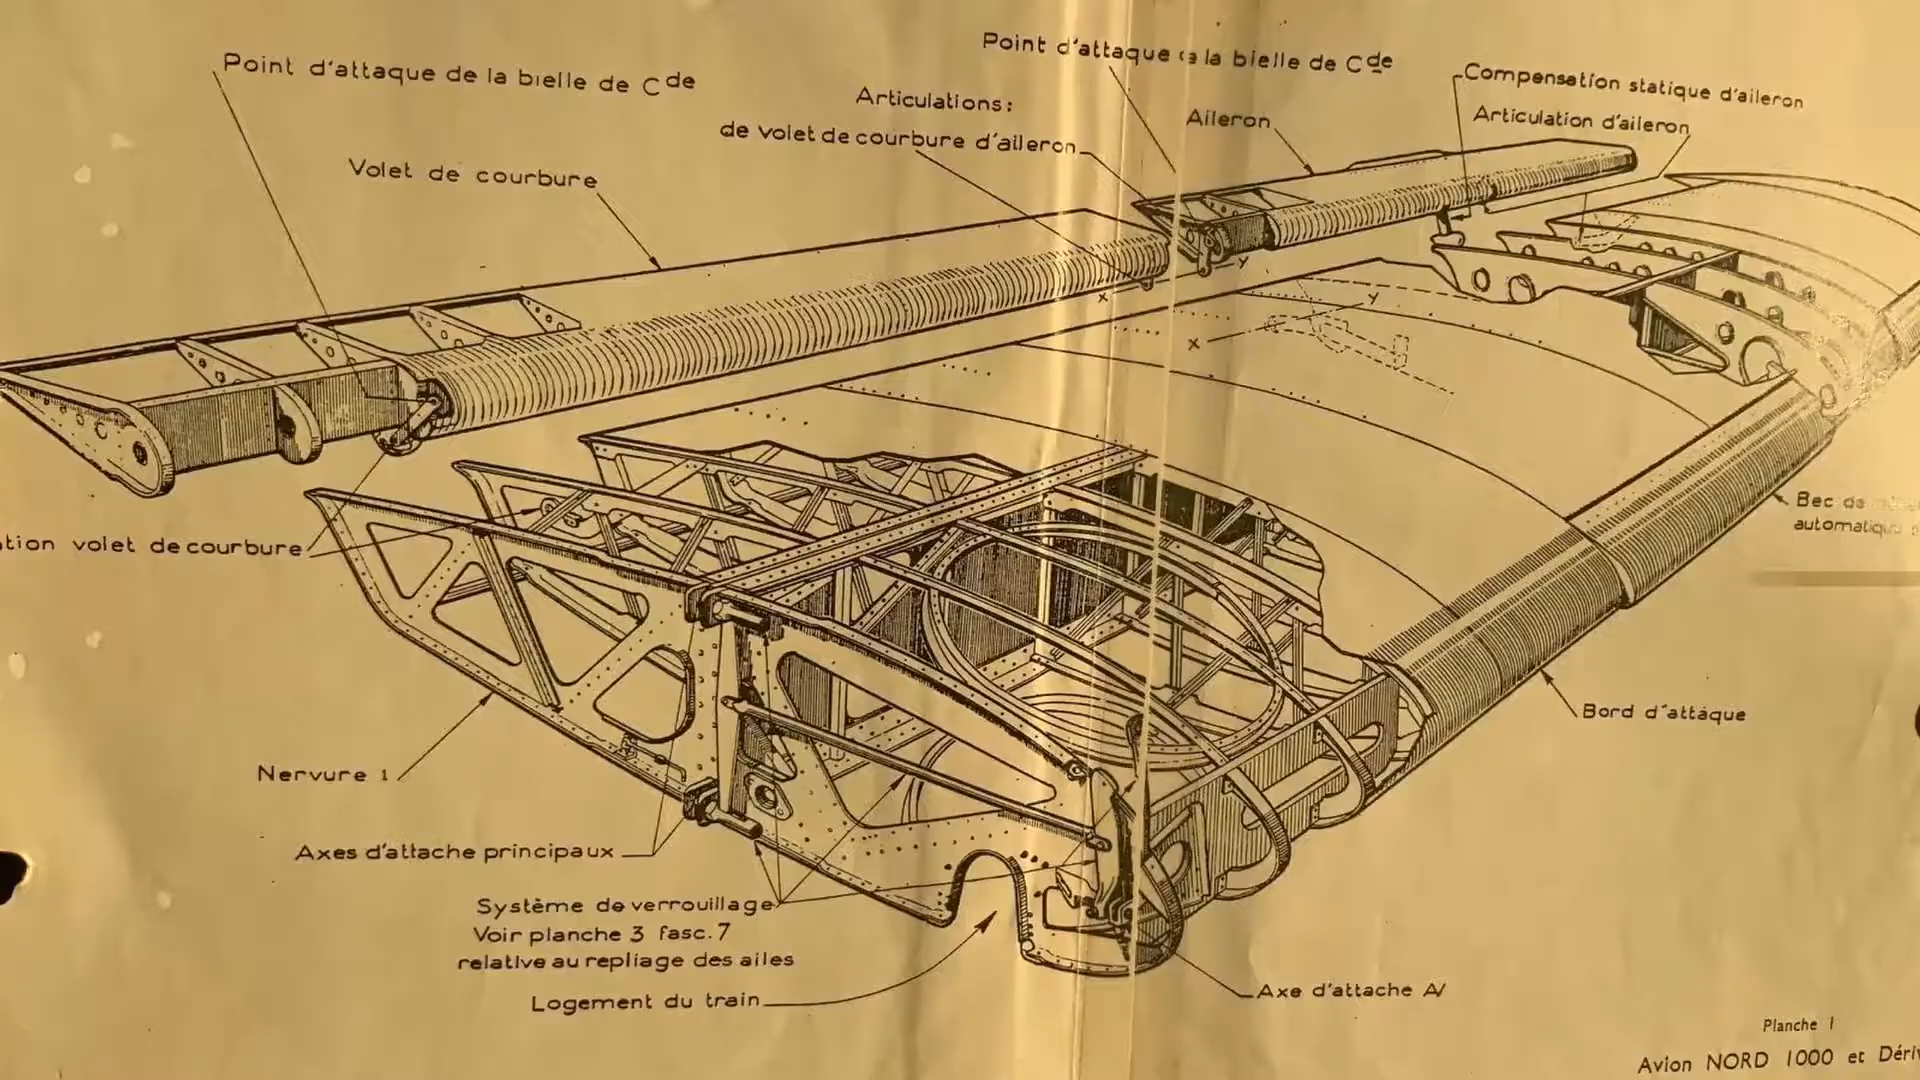 Point d'attaque de la bielle de Cde
Point d'attaque la bielle de Cde
Compensation statique d'aileron
Articulations:
de volet de courbure d'aileron
Aileron
Articulation d'aileron
Volet de courbure
Y
X
Y
X
Bec de
automatique
tion volet de courbure
Bord d'attaque
Nervure 1
Axes d'attache principaux
Système de verrouillage
Voir planche 3 fasc. 7
relative au repliage des ailes
Logement du train
Axe d'attache AV
Planche 1
Avion NORD 1000 et Dériv